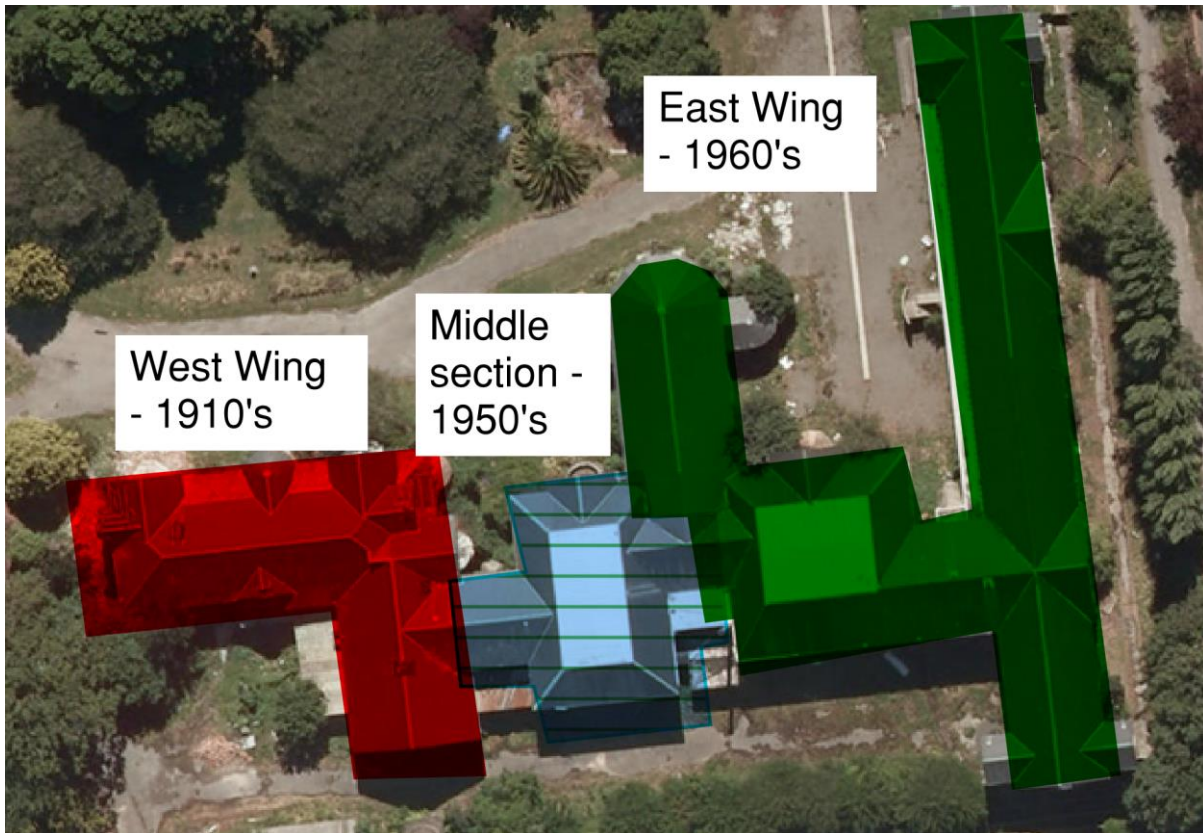 West Wing
- 1910's
Middle
section -
1950's
East Wing
- 1960's